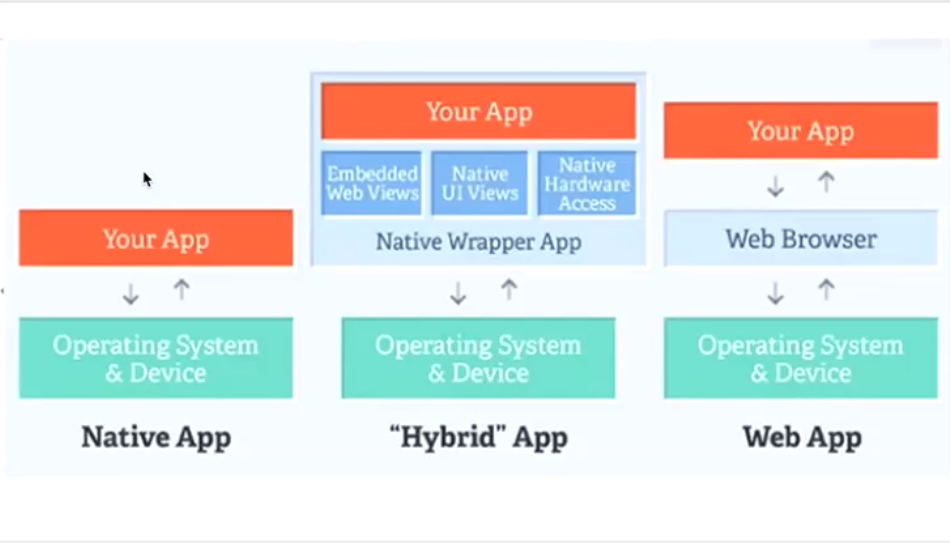 Your App
Operating System
& Device
Native App
Your App
Embedded
Web Views
Native
UI Views
Native
Hardware
Access
Native Wrapper App
Operating System
& Device
“Hybrid” App
Your App
Web Browser
Operating System
& Device
Web App